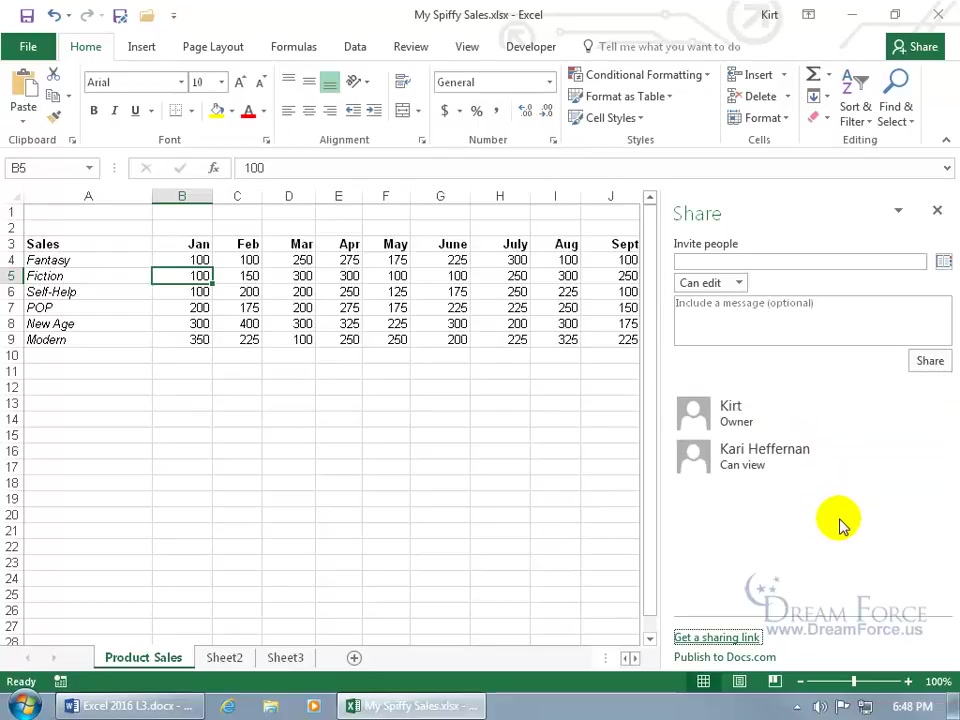 My Spiffy Sales.xlsx - Excel
Kirt
File
Home
Insert
Page Layout
Formulas
Data
Review
View
Developer
Tell me what you want to do
Share
Paste
Arial
10
General
Conditional Formatting
Format as Table
Cell Styles
Insert
Delete
Format
Sort & Filter
Find & Select
B I U
A
$ % ,
Clipboard
Font
Alignment
Number
Styles
Cells
Editing
B5
fx
100
A B C D E F G H I J
1
2
3 Sales Jan Feb Mar Apr May June July Aug Sept
4 Fantasy 100 100 250 275 175 225 300 100 100
5 Fiction 100 150 300 300 100 100 250 300 250
6 Self-Help 100 200 200 250 125 175 250 225 100
7 POP 200 175 200 275 175 225 225 250 150
8 New Age 300 400 300 325 225 300 200 300 175
9 Modern 350 225 100 250 250 200 225 325 225
10
11
12
13
14
15
16
17
18
19
20
21
22
23
24
25
26
27
28
Share
Invite people
Can edit
Include a message (optional)
Share
Kirt
Owner
Kari Heffernan
Can view
DREAM FORCE
www.DreamForce.us
Get a sharing link
Publish to Docs.com
Product Sales
Sheet2
Sheet3
Ready
100%
Excel 2016 L3.docx - ...
My Spiffy Sales.xlsx - ...
6:48 PM